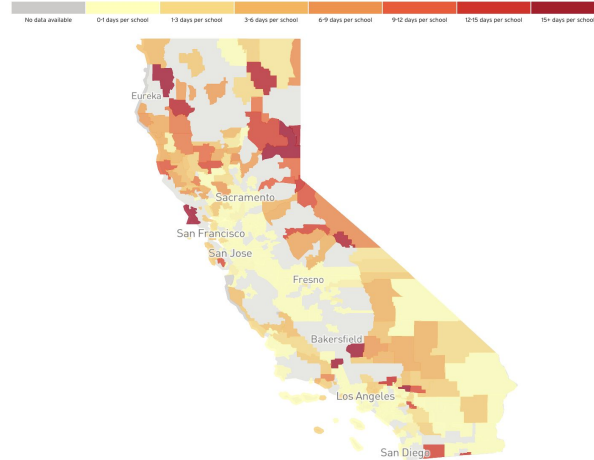 No data available
0-1 days per school
1-3 days per school
3-6 days per school
6-9 days per school
9-12 days per school
12-15 days per school
15+ days per school
Eureka
Sacramento
San Francisco
San Jose
Fresno
Bakersfield
Los Angeles
San Diego